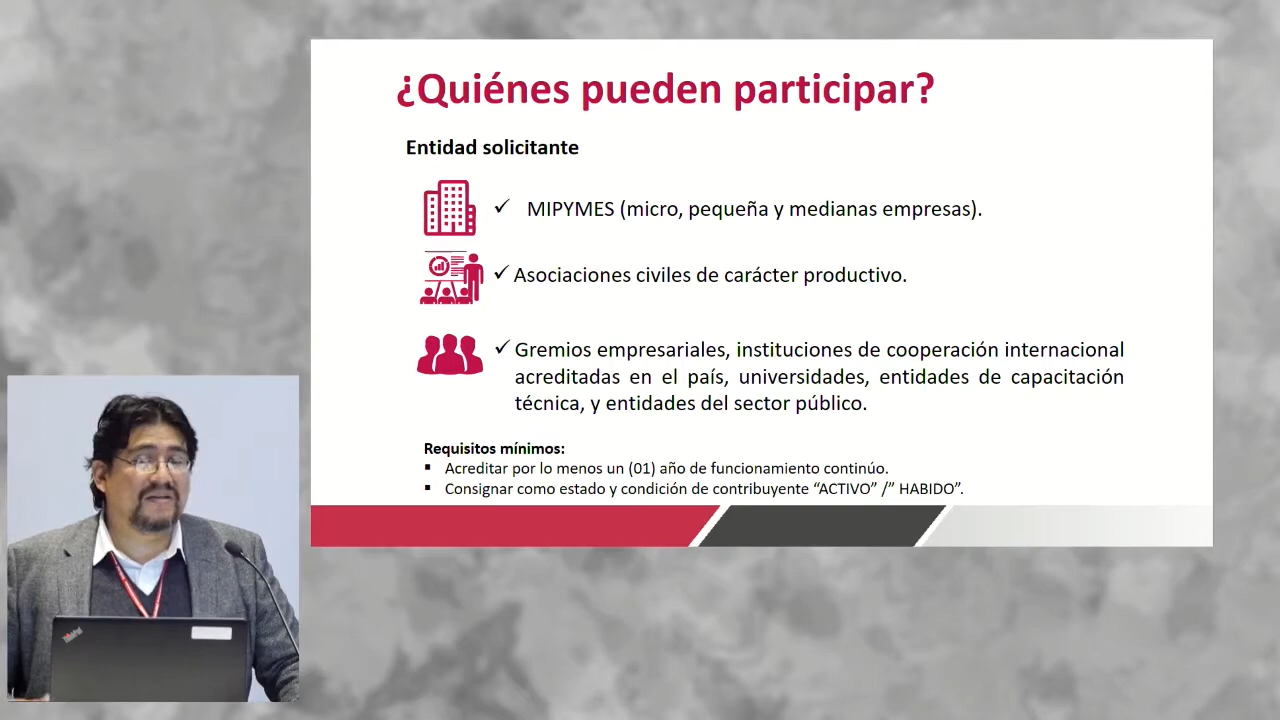 ¿Quiénes pueden participar?
Entidad solicitante
✓ MIPYMES (micro, pequeña y medianas empresas).
✓ Asociaciones civiles de carácter productivo.
✓ Gremios empresariales, instituciones de cooperación internacional
acreditadas en el país, universidades, entidades de capacitación
técnica, y entidades del sector público.
Requisitos mínimos:
▪ Acreditar por lo menos un (01) año de funcionamiento continúo.
▪ Consignar como estado y condición de contribuyente “ACTIVO” /” HABIDO”.
ThinkPad